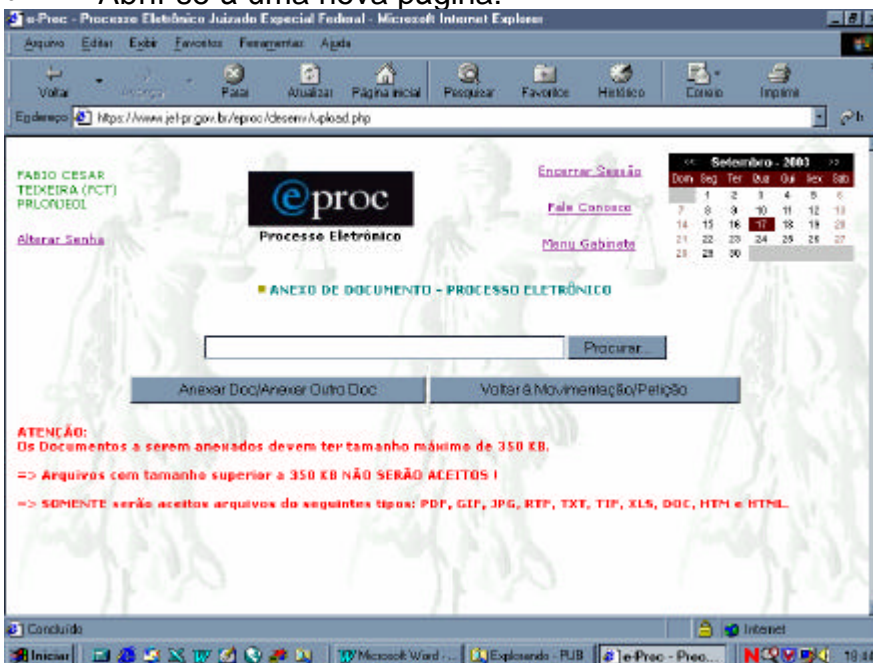 Abrir-se-á uma nova página:
e-Proc - Processo Eletrônico Juizado Especial Federal - Microsoft Internet Explorer
Arquivo Editar Exibir Favoritos Ferramentas Ajuda
Voltar Avançar Parar Atualizar Página inicial Pesquisar Favoritos Histórico Correio Imprimir
Endereço https://www.jef-pr.gov.br/eproc/desenv/upload.php
FABIO CESAR
TEIXEIRA (FCT)
PRLONJE01
Alterar Senha
eproc
Processo Eletrônico
Encerrar Sessão
Fale Conosco
Menu Gabinete
<< Setembro - 2003 >>
Dom Seg Ter Qua Qui Sex Sáb
1 2 3 4 5 6
7 8 9 10 11 12 13
14 15 16 17 18 19 20
21 22 23 24 25 26 27
28 29 30
ANEXO DE DOCUMENTO - PROCESSO ELETRÔNICO
Procurar...
Anexar Doc/Anexar Outro Doc Voltar à Movimentação/Petição
ATENÇÃO:
Os Documentos a serem anexados devem ter tamanho máximo de 350 KB.
=> Arquivos com tamanho superior a 350 KB NÃO SERÃO ACEITOS !
=> SOMENTE serão aceitos arquivos do seguintes tipos: PDF, GIF, JPG, RTF, TXT, TIF, XLS, DOC, HTM e HTML.
Concluído Internet
Iniciar Microsoft Word - ... Explorando - PUB e-Proc - Proc... 19:44